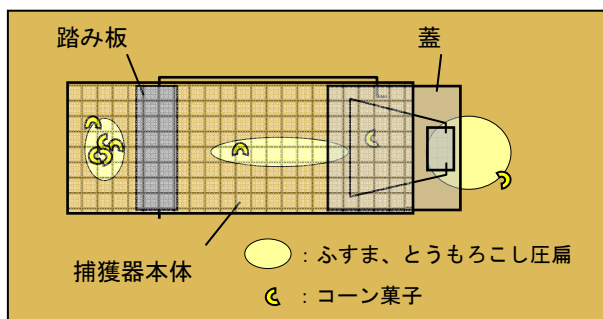 踏み板
蓋
捕獲器本体
：ふすま、とうもろこし圧扁
：コーン菓子